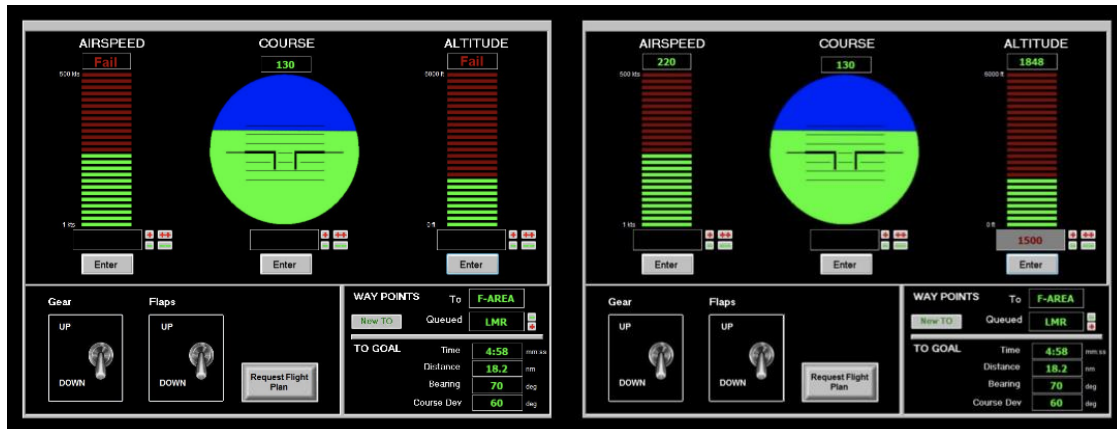 AIRSPEED COURSE ALTITUDE
Fail 130 Fail
500 kts 6000 ft
1 kts 0 ft
Enter Enter Enter
Gear Flaps
UP UP
DOWN DOWN
Request Flight
Plan
WAY POINTS To F-AREA
New TO Queued LMR
TO GOAL Time 4:58 mm:ss
Distance 18.2 nm
Bearing 70 deg
Course Dev 60 deg
AIRSPEED COURSE ALTITUDE
220 130 1848
500 kts 6000 ft
1 kts 0 ft
1500
Enter Enter Enter
Gear Flaps
UP UP
DOWN DOWN
Request Flight
Plan
WAY POINTS To F-AREA
New TO Queued LMR
TO GOAL Time 4:58 mm:ss
Distance 18.2 nm
Bearing 70 deg
Course Dev 60 deg